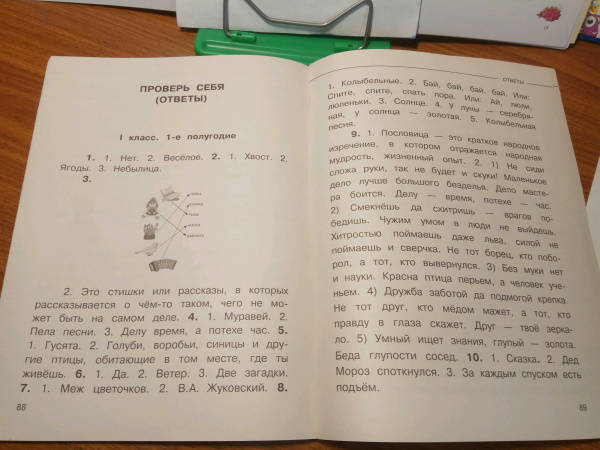 ПРОВЕРЬ СЕБЯ
(ОТВЕТЫ)
I класс. 1-е полугодие
1. 1. Нет. 2. Весёлое. 2. 1. Хвост. 2.
Ягоды. 3. Небылица.
3.
2. Это стишки или рассказы, в которых
рассказывается о чём-то таком, чего не мо-
жет быть на самом деле. 4. 1. Муравей. 2.
Пела песни. 3. Делу время, а потехе час. 5.
1. Гусята. 2. Голуби, воробьи, синицы и дру-
гие птицы, обитающие в том месте, где ты
живёшь. 6. 1. Да. 2. Ветер. 3. Две загадки.
7. 1. Меж цветочков. 2. В.А. Жуковский. 8.
88
ОТВЕТЫ
1. Колыбельные. 2. Бай, бай, бай, бай. Или:
Спите, спите, спать пора. Или: Ай, люли,
люленьки. 3. Солнце. 4. У луны — серебря-
ная, у солнца — золотая. 5. Колыбельная
песня.
9. 1. Пословица — это краткое народное
изречение, в котором отражается народная
мудрость, жизненный опыт. 2. 1) Не сиди
сложа руки, так не будет и скуки! Маленькое
дело лучше большого безделья. Дело масте-
ра боится. Делу — время, потехе — час.
2) Смекнёшь да схитришь — врагов по-
бедишь. Чужим умом в люди не выйдешь.
Хитростью поймаешь даже льва, силой не
поймаешь и сверчка. Не тот борец, кто побо-
рол, а тот, кто вывернулся. 3) Без муки нет
и науки. Красна птица перьем, а человек уче-
ньем. 4) Дружба заботой да подмогой крепка.
Не тот друг, кто мёдом мажет, а тот, кто
правду в глаза скажет. Друг — твоё зерка-
ло. 5) Умный ищет знания, глупый — золота.
Беда глупости сосед. 10. 1. Сказка. 2. Дед
Мороз споткнулся. 3. За каждым спуском есть
подъём.
89